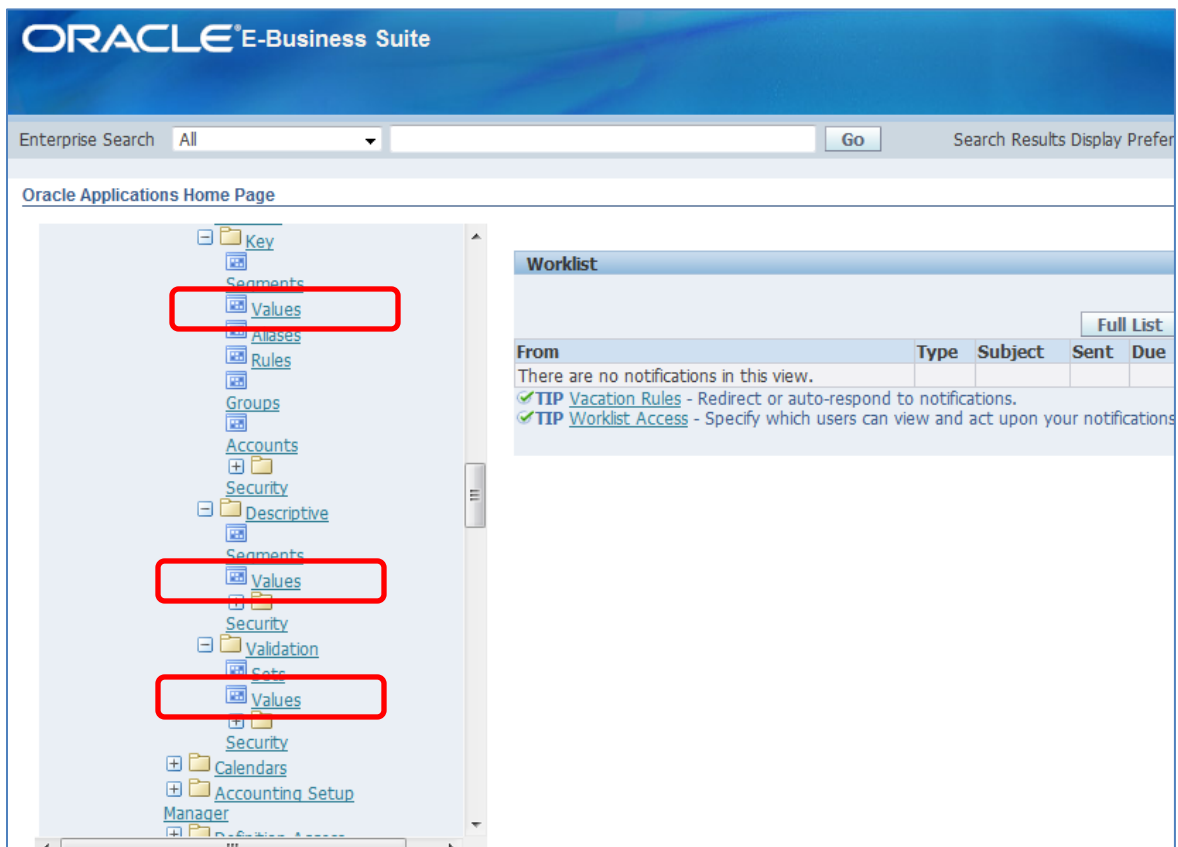 ORACLE® E-Business Suite
Enterprise Search All Go Search Results Display Prefer
Oracle Applications Home Page
Key
Segments
Values
Aliases
Rules
Groups
Accounts
Security
Descriptive
Segments
Values
Security
Validation
Sets
Values
Security
Calendars
Accounting Setup
Manager
Definition Access
Worklist
Full List
From Type Subject Sent Due
There are no notifications in this view.
TIP Vacation Rules - Redirect or auto-respond to notifications.
TIP Worklist Access - Specify which users can view and act upon your notifications